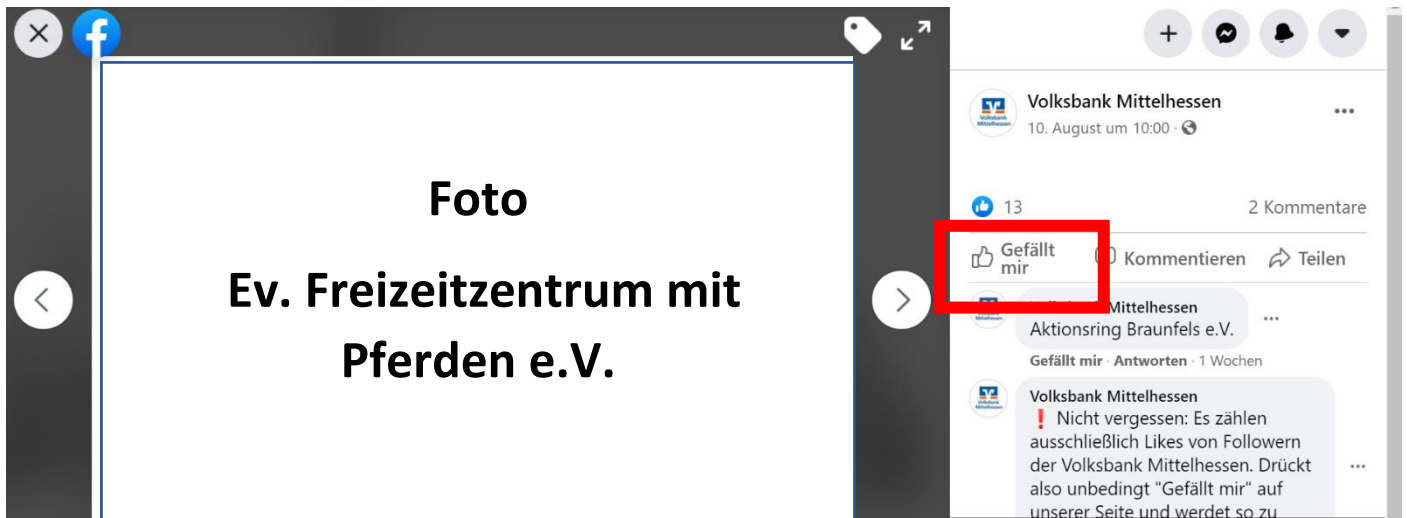 Foto
Ev. Freizeitzentrum mit
Pferden e.V.
Volksbank Mittelhessen
10. August um 10:00 ·
13
2 Kommentare
Gefällt
mir
Kommentieren
Teilen
Mittelhessen
Aktionsring Braunfels e.V.
Gefällt mir · Antworten · 1 Wochen
Volksbank Mittelhessen
❗ Nicht vergessen: Es zählen
ausschließlich Likes von Followern
der Volksbank Mittelhessen. Drückt
also unbedingt "Gefällt mir" auf
unserer Seite und werdet so zu